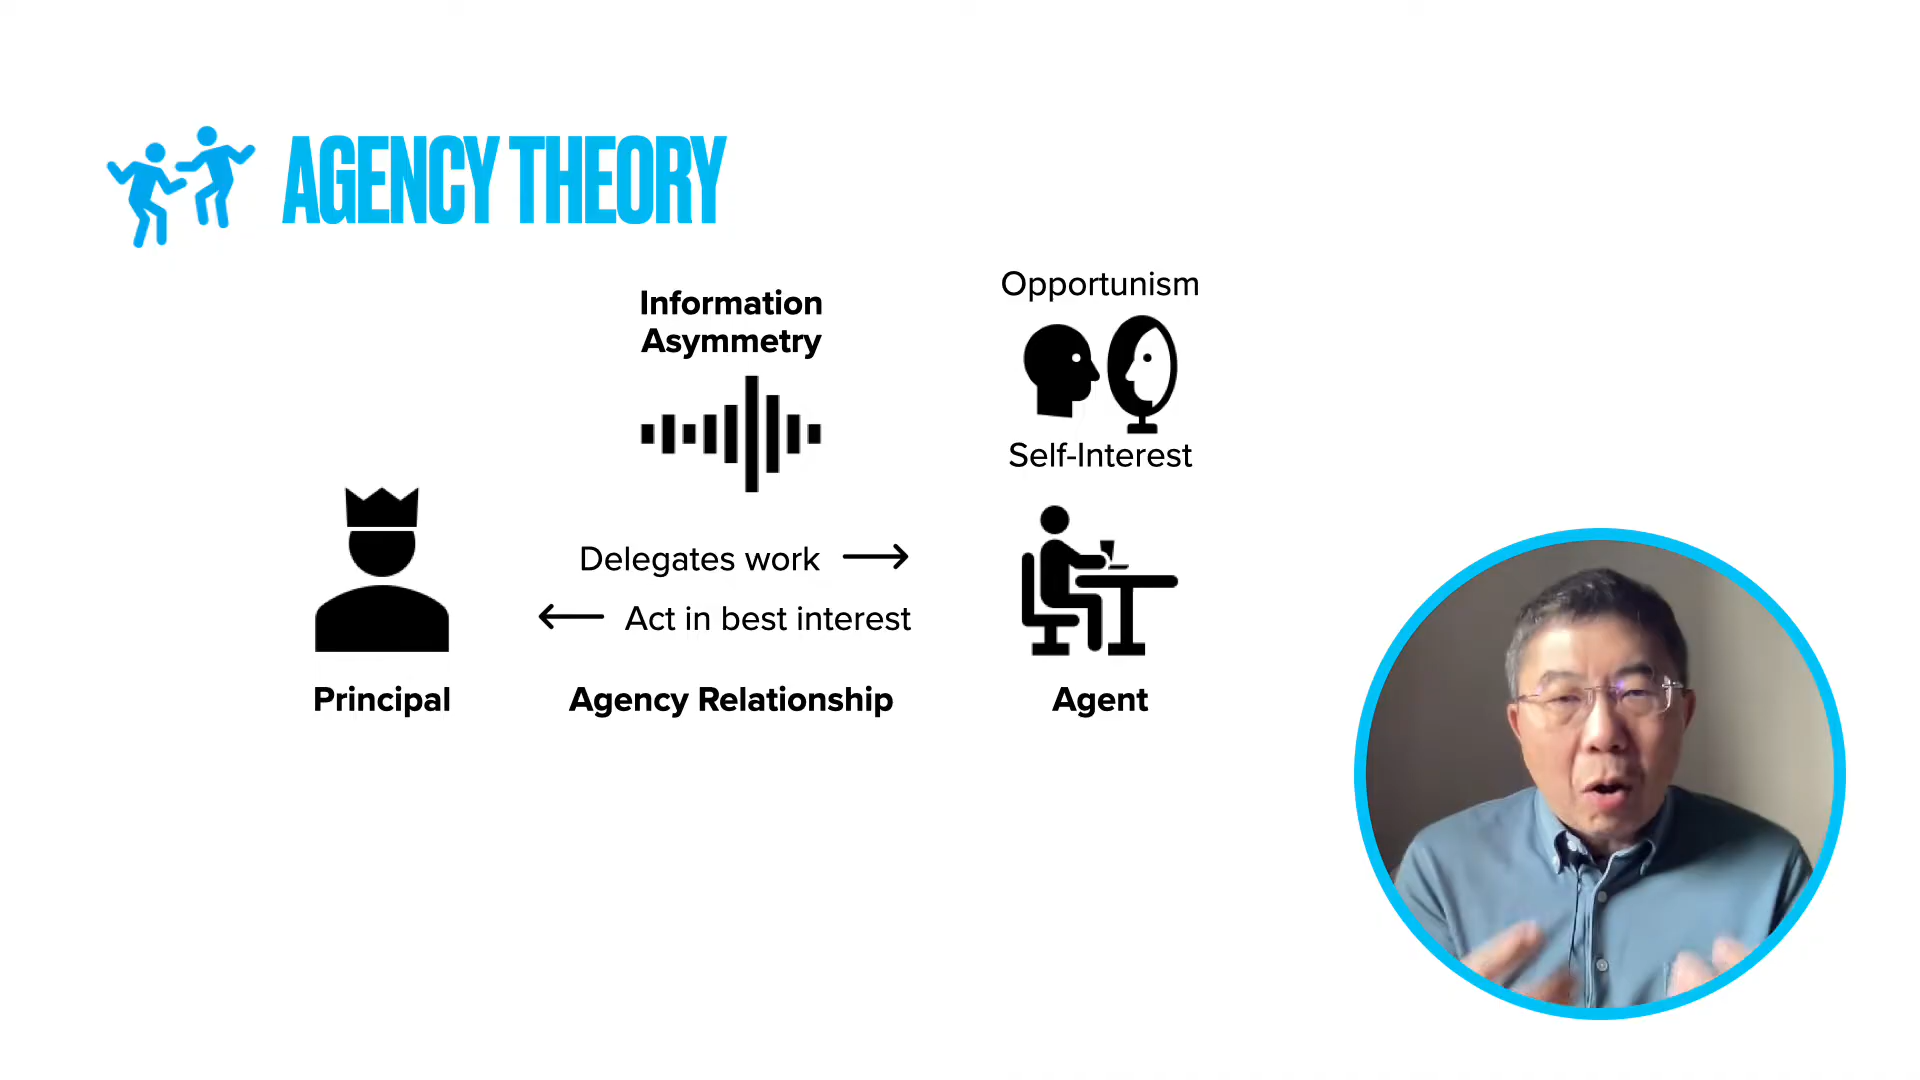 AGENCY THEORY
Information
Asymmetry
Opportunism
Self-Interest
Delegates work
Act in best interest
Principal
Agency Relationship
Agent